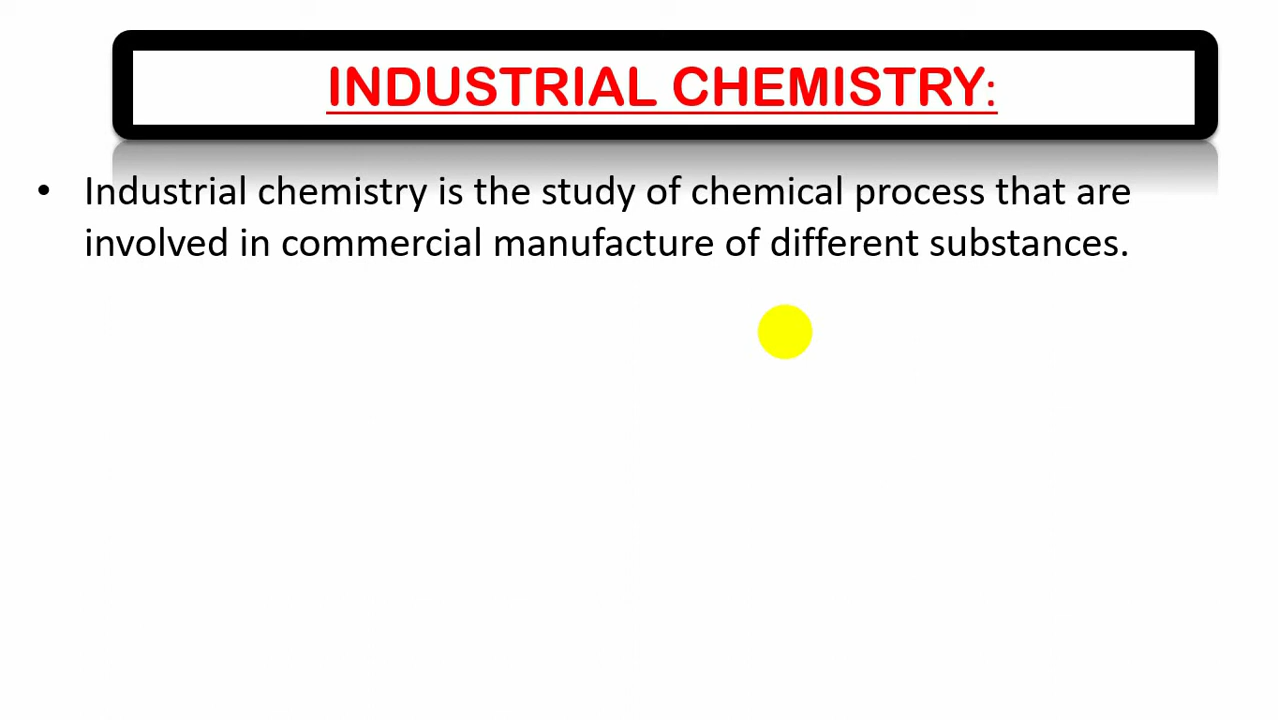 INDUSTRIAL CHEMISTRY:
• Industrial chemistry is the study of chemical process that are
involved in commercial manufacture of different substances.